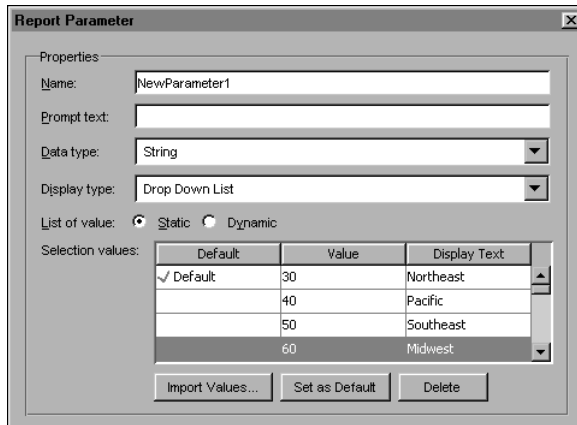 Report Parameter
Properties
Name: NewParameter1
Prompt text:
Data type: String
Display type: Drop Down List
List of value: Static Dynamic
Selection values: Default Value Display Text
Default 30 Northeast
40 Pacific
50 Southeast
60 Midwest
Import Values... Set as Default Delete